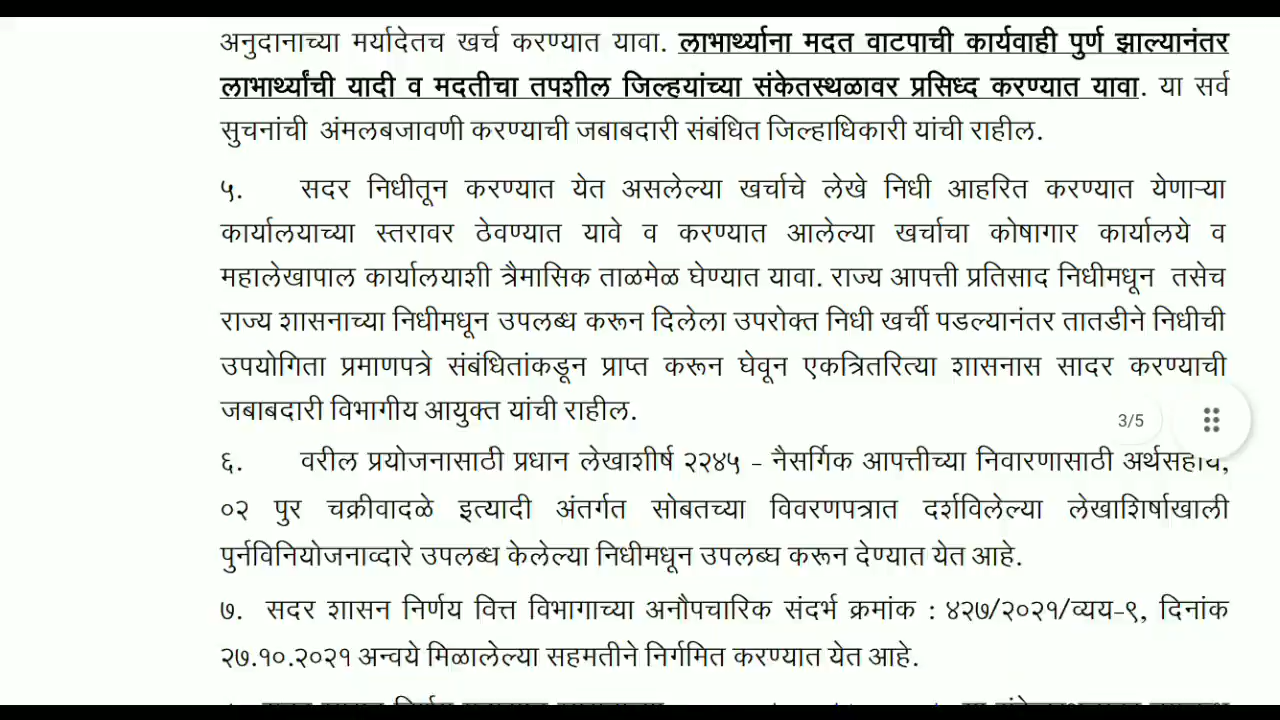 अनुदानाच्या मर्यादेतच खर्च करण्यात यावा. लाभार्थ्याना मदत वाटपाची कार्यवाही पुर्ण झाल्यानंतर
लाभार्थ्यांची यादी व मदतीचा तपशील जिल्हयांच्या संकेतस्थळावर प्रसिध्द करण्यात यावा. या सर्व
सुचनांची अंमलबजावणी करण्याची जबाबदारी संबंधित जिल्हाधिकारी यांची राहील.
५. सदर निधीतून करण्यात येत असलेल्या खर्चाचे लेखे निधी आहरित करण्यात येणाऱ्या
कार्यालयाच्या स्तरावर ठेवण्यात यावे व करण्यात आलेल्या खर्चाचा कोषागार कार्यालये व
महालेखापाल कार्यालयाशी त्रैमासिक ताळमेळ घेण्यात यावा. राज्य आपत्ती प्रतिसाद निधीमधून तसेच
राज्य शासनाच्या निधीमधून उपलब्ध करून दिलेला उपरोक्त निधी खर्ची पडल्यानंतर तातडीने निधीची
उपयोगिता प्रमाणपत्रे संबंधितांकडून प्राप्त करून घेवून एकत्रितरित्या शासनास सादर करण्याची
जबाबदारी विभागीय आयुक्त यांची राहील.
3/5
६. वरील प्रयोजनासाठी प्रधान लेखाशीर्ष २२४५ - नैसर्गिक आपत्तीच्या निवारणासाठी अर्थसहाय,
०२ पुर चक्रीवादळे इत्यादी अंतर्गत सोबतच्या विवरणपत्रात दर्शविलेल्या लेखाशिर्षाखाली
पुर्नविनियोजनाव्दारे उपलब्ध केलेल्या निधीमधून उपलब्घ करून देण्यात येत आहे.
७. सदर शासन निर्णय वित्त विभागाच्या अनौपचारिक संदर्भ क्रमांक : ४२७/२०२१/व्यय-९, दिनांक
२७.१०.२०२१ अन्वये मिळालेल्या सहमतीने निर्गमित करण्यात येत आहे.